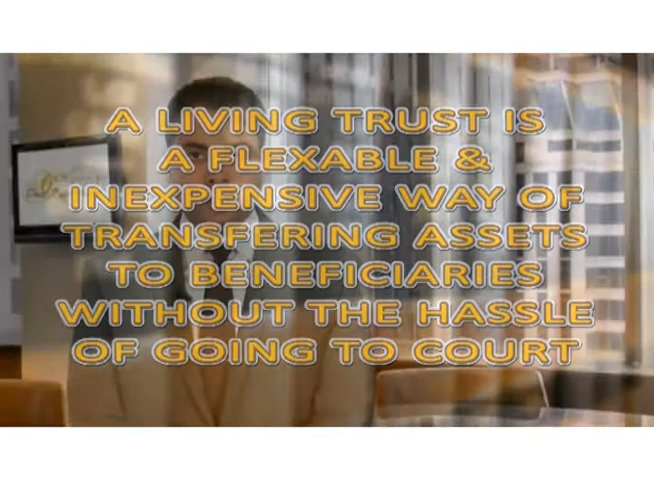 A LIVING TRUST IS
A FLEXABLE &
INEXPENSIVE WAY OF
TRANSFERING ASSETS
TO BENEFICIARIES
WITHOUT THE HASSLE
OF GOING TO COURT